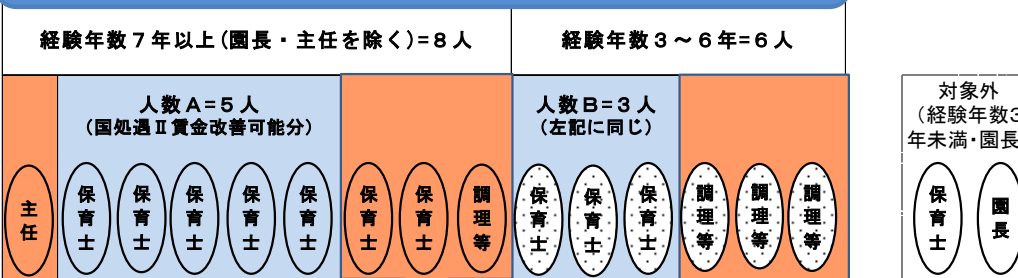 経験年数７年以上(園長・主任を除く)=８人
経験年数３～６年=６人
人数Ａ=５人
(国処遇Ⅱ賃金改善可能分)
人数Ｂ=３人
(左記に同じ)
対象外
（経験年数3
年未満・園長
主任
保育士
保育士
保育士
保育士
保育士
保育士
保育士
調理等
保育士
保育士
保育士
調理等
調理等
調理等
保育士
園長